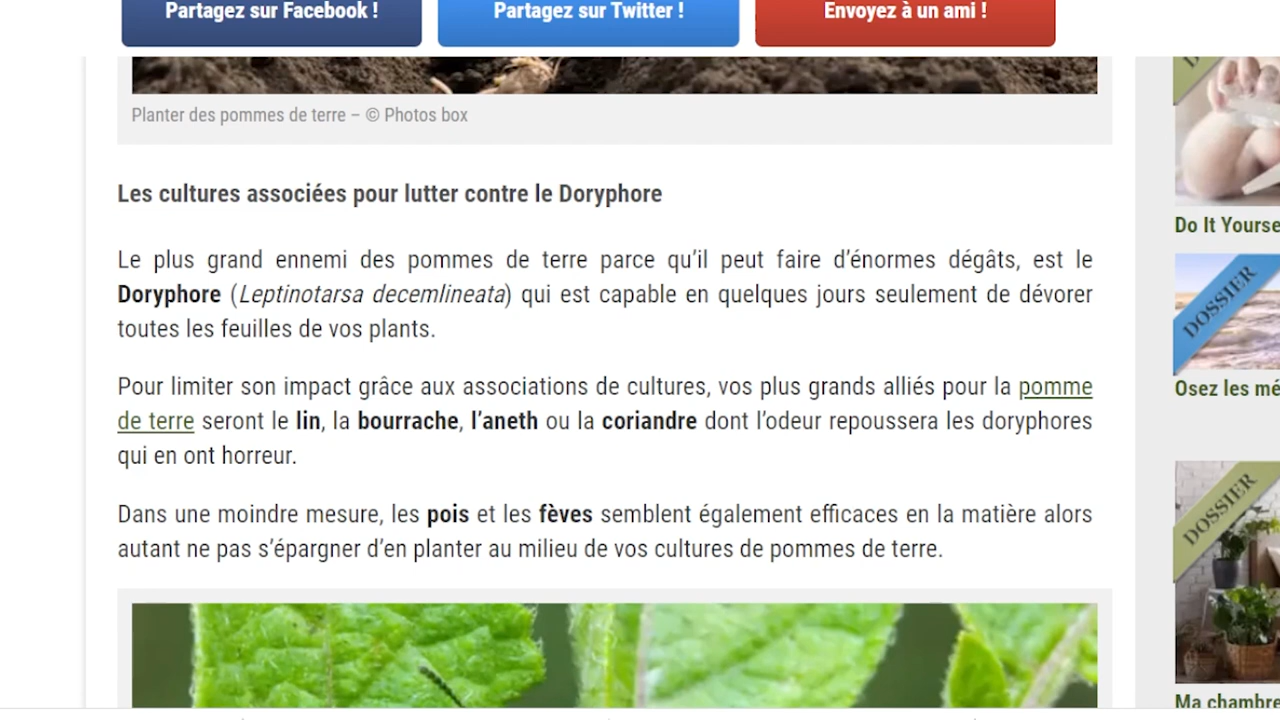 Partagez sur Facebook !
Partagez sur Twitter !
Envoyez à un ami !
Planter des pommes de terre – © Photos box
Les cultures associées pour lutter contre le Doryphore
Le plus grand ennemi des pommes de terre parce qu'il peut faire d'énormes dégâts, est le
Doryphore (Leptinotarsa decemlineata) qui est capable en quelques jours seulement de dévorer
toutes les feuilles de vos plants.
Pour limiter son impact grâce aux associations de cultures, vos plus grands alliés pour la pomme
de terre seront le lin, la bourrache, l'aneth ou la coriandre dont l'odeur repoussera les doryphores
qui en ont horreur.
Dans une moindre mesure, les pois et les fèves semblent également efficaces en la matière alors
autant ne pas s'épargner d'en planter au milieu de vos cultures de pommes de terre.
Do It Yourse
DOSSIER
Osez les mé
DOSSIER
Ma chambre